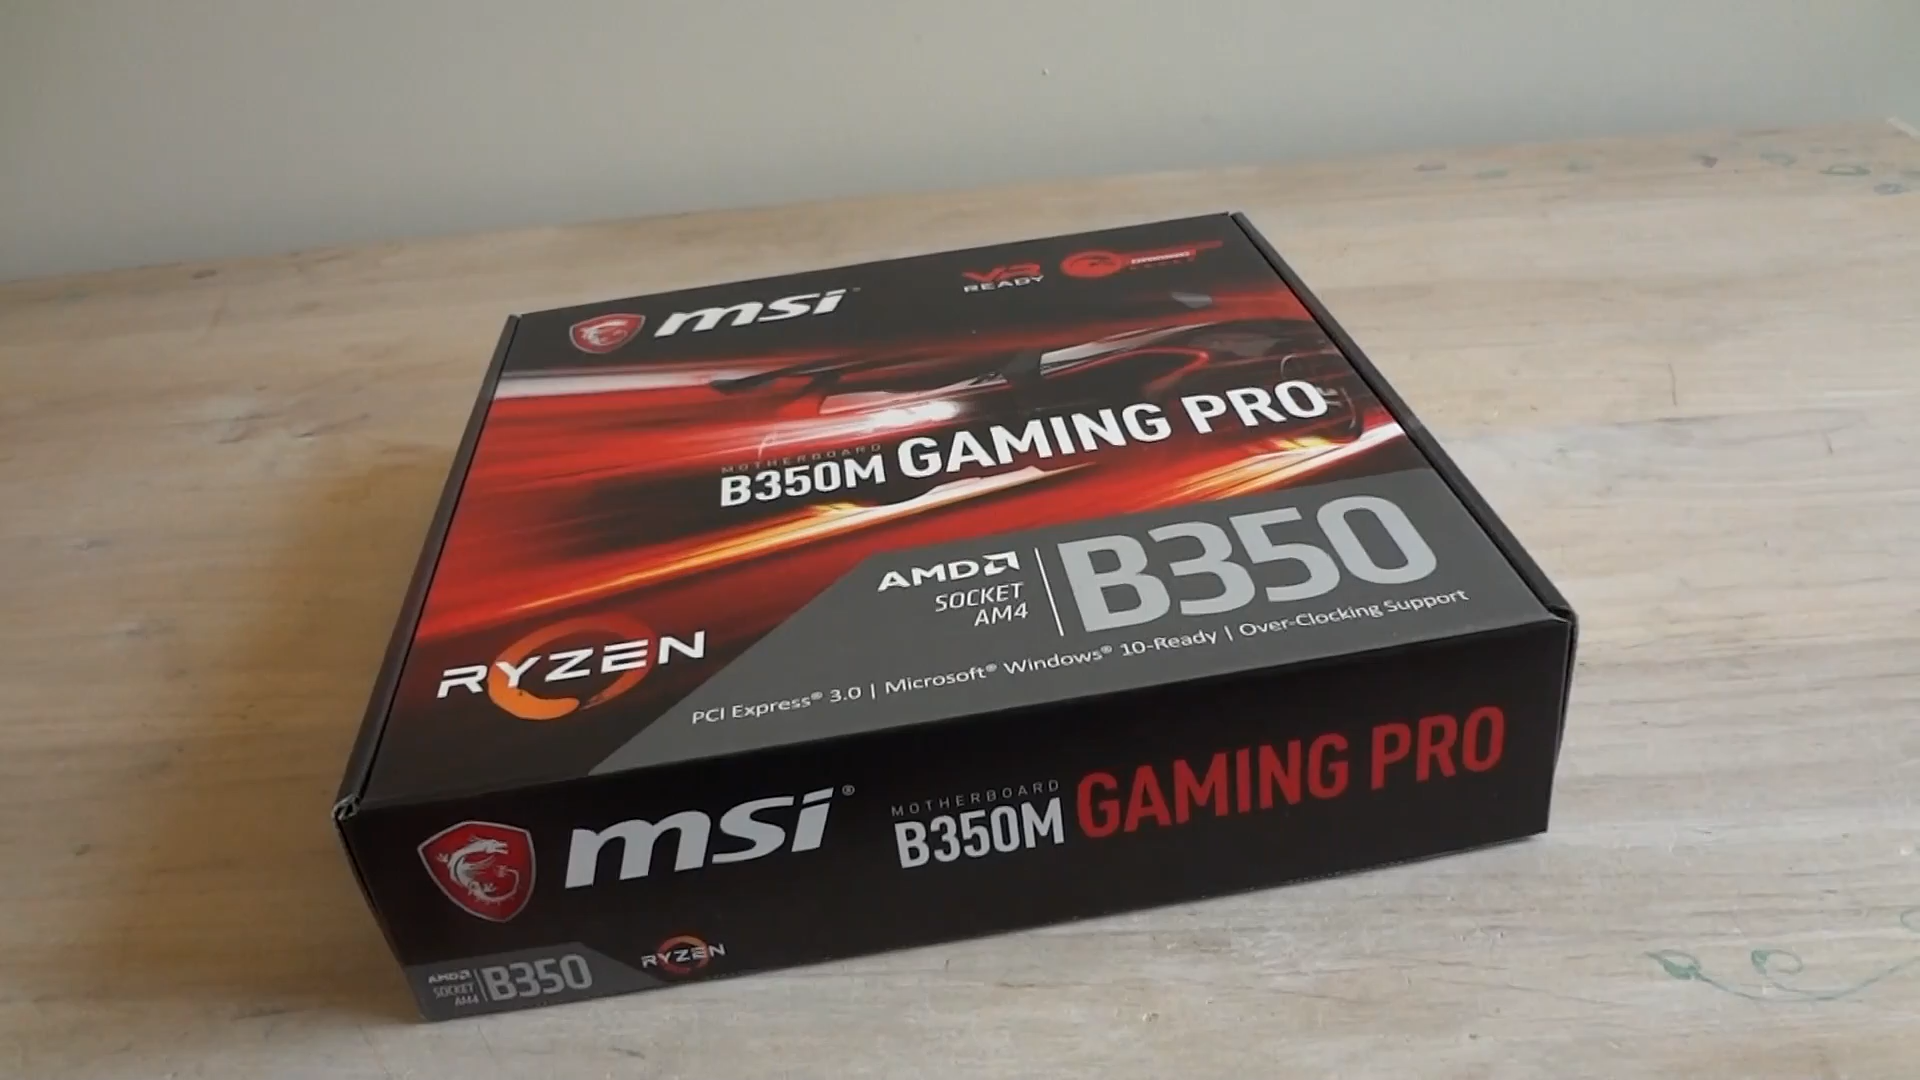 msi
VR
READY
GAMING
MOTHERBOARD
B350M GAMING PRO
AMD
SOCKET
AM4
B350
RYZEN
PCI Express® 3.0 | Microsoft® Windows® 10-Ready | Over-Clocking Support
msi®
MOTHERBOARD
B350M GAMING PRO
AMD
SOCKET
AM4
B350
RYZEN